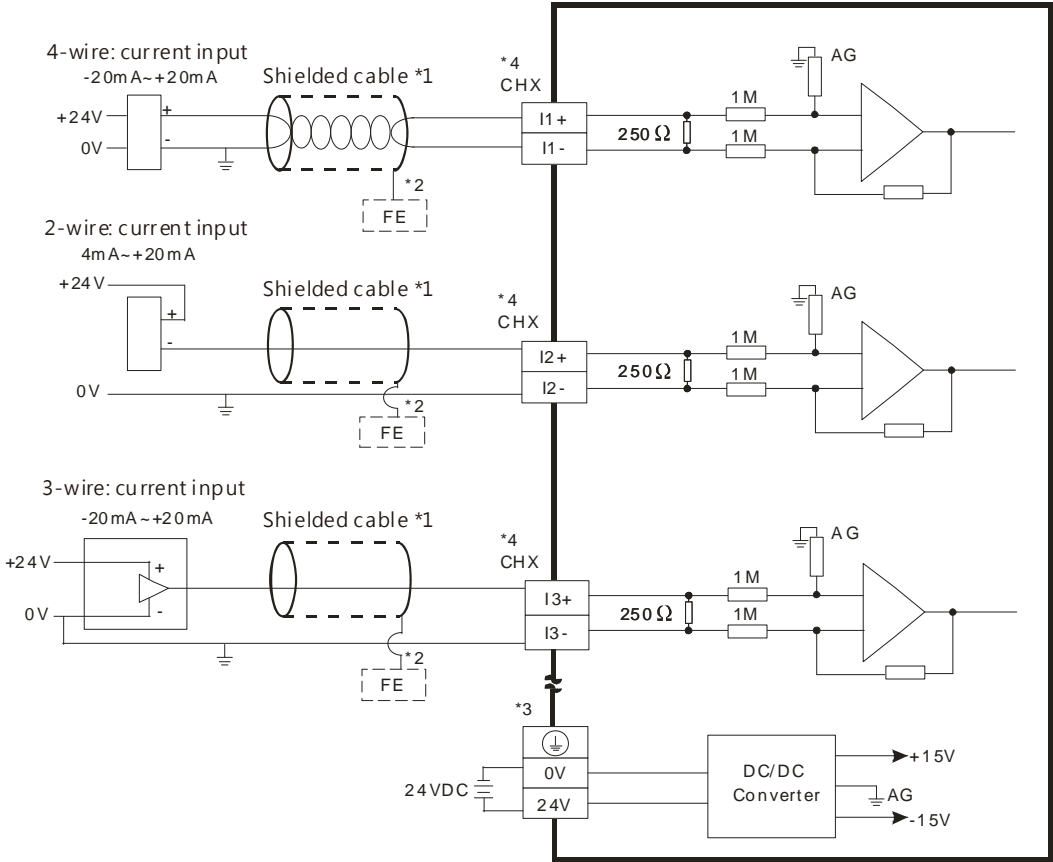 4-wire: current input
-20mA~+20mA
Shielded cable *1
*4
CHX
AG
1M
+24V
+
I1+
250Ω
1M
0V
-
I1-
*2
FE
2-wire: current input
4mA~+20mA
+24V
Shielded cable *1
*4
CHX
AG
1M
+
I2+
250Ω
1M
-
I2-
0V
*2
FE
3-wire: current input
-20mA~+20mA
Shielded cable *1
*4
CHX
AG
+24V
+
1M
I3+
250Ω
1M
0V
-
I3-
*2
FE
*3
24VDC
0V
24V
DC/DC
Converter
+15V
AG
-15V